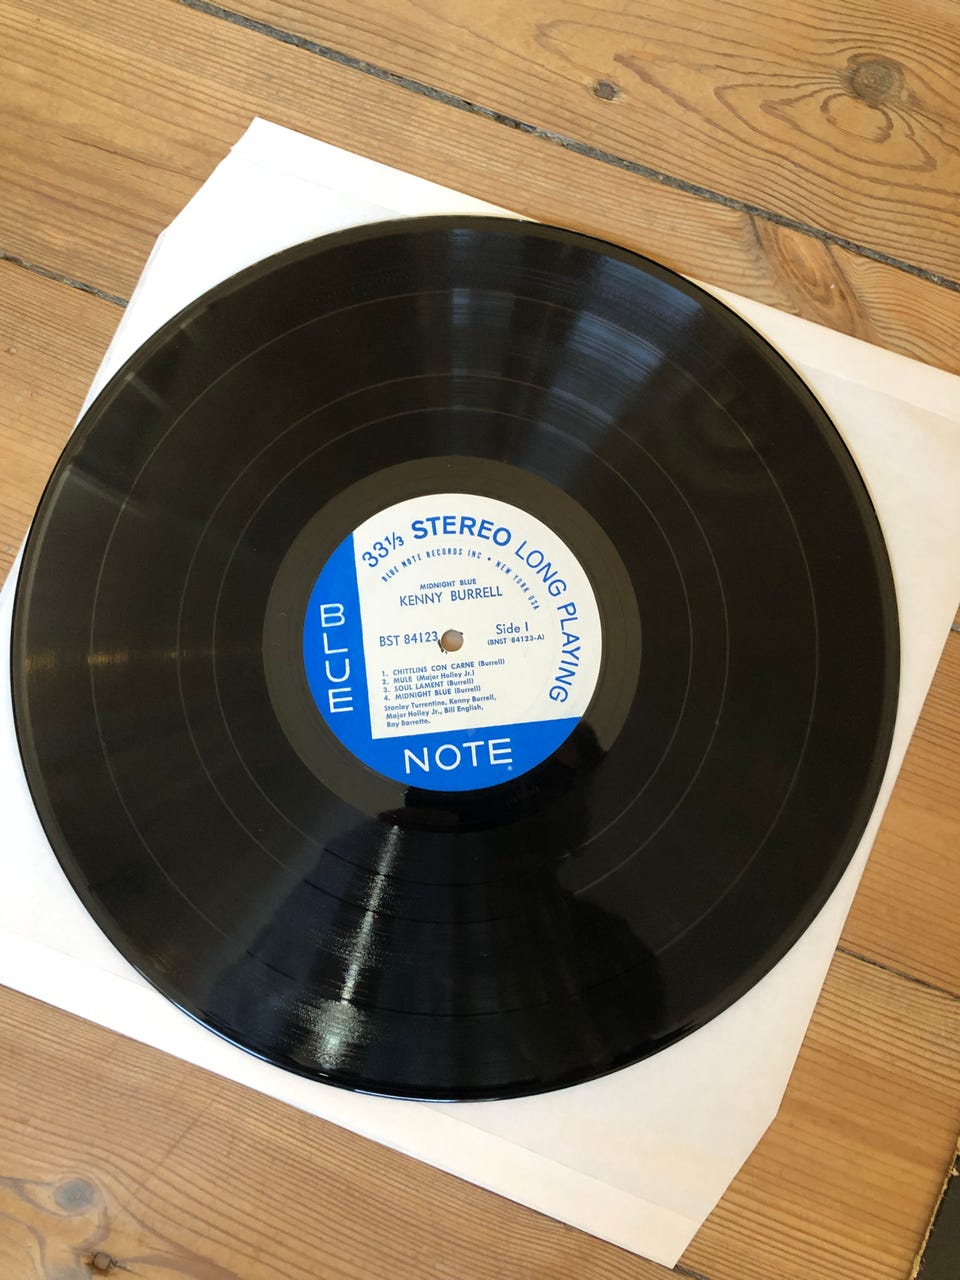 33⅓ STEREO LONG PLAYING
BLUE NOTE RECORDS INC • NEW YORK USA
MIDNIGHT BLUE
KENNY BURRELL
BST 84123
Side 1
(BNST 84123-A)
1. CHITTLINS CON CARNE (Burrell)
2. MULE (Major Holley Jr.)
3. SOUL LAMENT (Burrell)
4. MIDNIGHT BLUE (Burrell)
Stanley Turrentine, Kenny Burrell,
Major Holley Jr., Bill English,
Ray Barretto.
BLUE
NOTE®